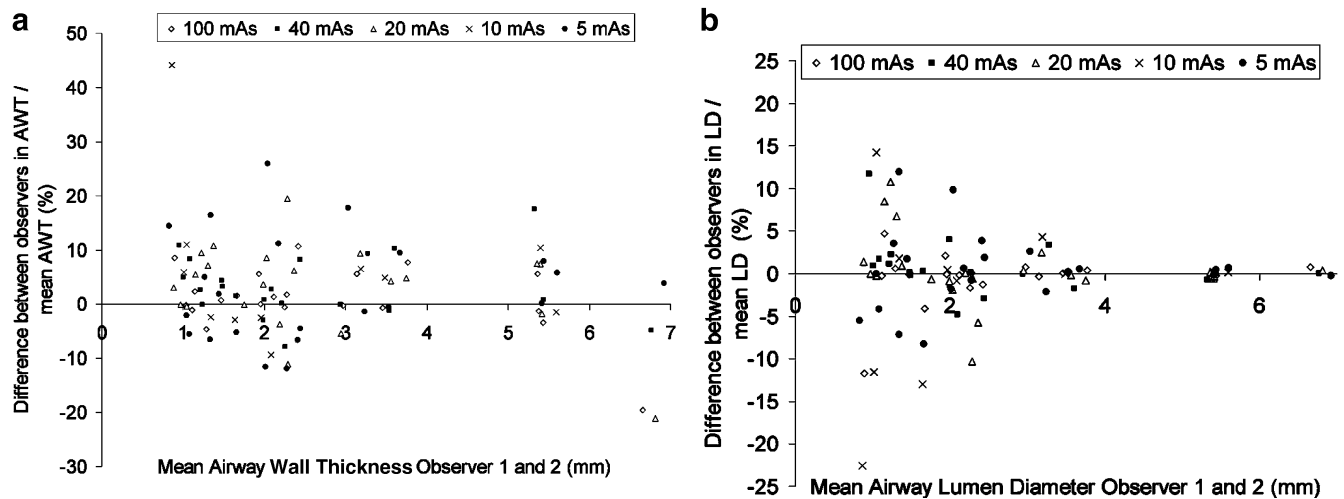 a
50
◇ 100 mAs ■ 40 mAs △ 20 mAs × 10 mAs ● 5 mAs
40
30
20
10
0
-10
-20
-30
0 1 2 3 4 5 6 7
Difference between observers in AWT /
mean AWT (%)
Mean Airway Wall Thickness Observer 1 and 2 (mm)
b
25
◇ 100 mAs ■ 40 mAs △ 20 mAs × 10 mAs ● 5 mAs
20
15
10
5
0
-5
-10
-15
-20
-25
0 2 4 6
Difference between observers in LD /
mean LD (%)
Mean Airway Lumen Diameter Observer 1 and 2 (mm)